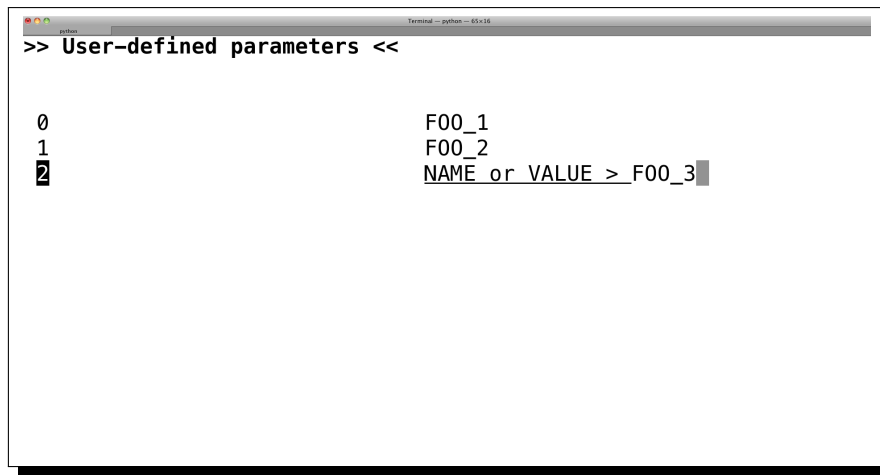 Terminal — python — 65×16
python
>> User-defined parameters <<
0 FOO_1
1 FOO_2
2 NAME or VALUE > FOO_3